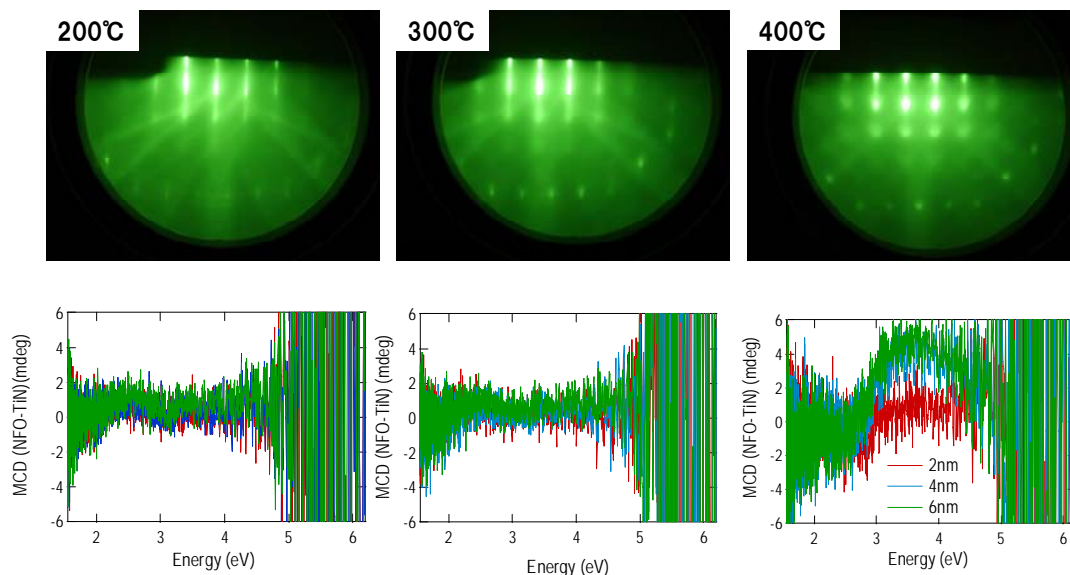 200℃
300℃
400℃
6
4
2
0
-2
-4
-6
MCD (NFO-TiN)(mdeg)
2 3 4 5 6
Energy (eV)
6
4
2
0
-2
-4
-6
MCD (NFO-TiN) (mdeg)
2 3 4 5 6
Energy (eV)
6
4
2
0
-2
-4
-6
MCD (NFO-TiN) (mdeg)
2nm
4nm
6nm
2 3 4 5 6
Energy (eV)